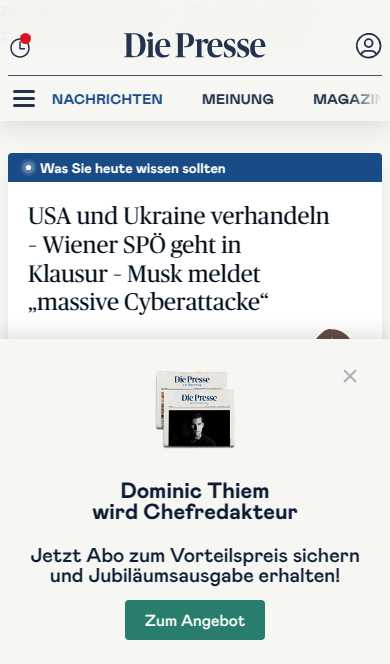 Die Presse
NACHRICHTEN MEINUNG MAGAZIN
Was Sie heute wissen sollten
USA und Ukraine verhandeln
– Wiener SPÖ geht in
Klausur – Musk meldet
„massive Cyberattacke“
Die Presse
Die Presse
Dominic Thiem
wird Chefredakteur
Jetzt Abo zum Vorteilspreis sichern
und Jubiläumsausgabe erhalten!
Zum Angebot